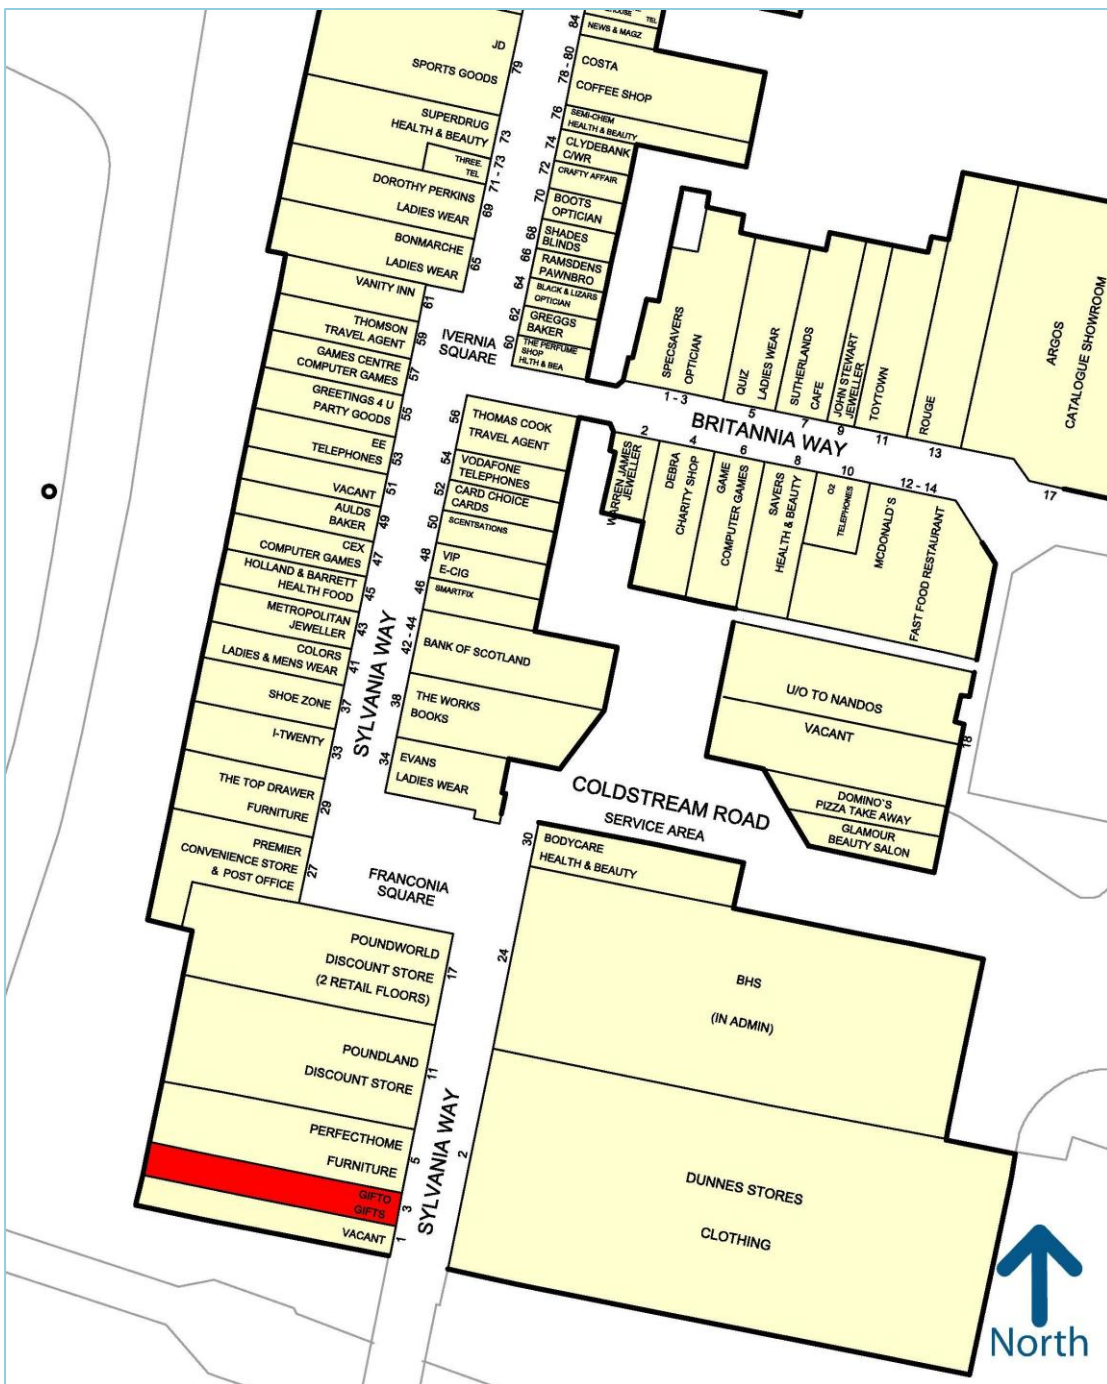 JD
SPORTS GOODS
79
SUPERDRUG
HEALTH & BEAUTY
73
THREE.
TEL
71 - 73
DOROTHY PERKINS
LADIES WEAR
69
BONMARCHE
LADIES WEAR
65
VANITY INN
61
THOMSON
TRAVEL AGENT
59
GAMES CENTRE
COMPUTER GAMES
57
GREETINGS 4 U
PARTY GOODS
55
EE
TELEPHONES
53
VACANT
51
AULDS
BAKER
49
CEX
COMPUTER GAMES
47
HOLLAND & BARRETT
HEALTH FOOD
45
METROPOLITAN
JEWELLER
43
COLORS
LADIES & MENS WEAR
41
SHOE ZONE
37
I-TWENTY
33
THE TOP DRAWER
FURNITURE
29
PREMIER
CONVENIENCE STORE
& POST OFFICE
27
POUNDWORLD
DISCOUNT STORE
(2 RETAIL FLOORS)
17
POUNDLAND
DISCOUNT STORE
11
PERFECTHOME
FURNITURE
5
GIFTO
GIFTS
3
VACANT
1
TEL
84
NEWS & MAGZ
78 - 80
COSTA
COFFEE SHOP
76
SEMI-CHEM
HEALTH & BEAUTY
74
CLYDEBANK
C/WR
72
CRAFTY AFFAIR
70
BOOTS
OPTICIAN
68
SHADES
BLINDS
66
RAMSDENS
PAWNBRO
64
BLACK & LIZARS
OPTICIAN
62
GREGGS
BAKER
60
THE PERFUME
SHOP
HLTH & BEA
IVERNIA
SQUARE
56
THOMAS COOK
TRAVEL AGENT
54
VODAFONE
TELEPHONES
52
CARD CHOICE
CARDS
50
SCENTSATIONS
48
VIP
E-CIG
46
SMARTFIX
42 - 44
BANK OF SCOTLAND
38
THE WORKS
BOOKS
34
EVANS
LADIES WEAR
SYLVANIA WAY
FRANCONIA
SQUARE
SPECSAVERS
OPTICIAN
1 - 3
QUIZ
LADIES WEAR
5
SUTHERLANDS
CAFE
7
JOHN STEWART
JEWELLER
9
TOYTOWN
11
ROUGE
13
ARGOS
CATALOGUE SHOWROOM
17
BRITANNIA WAY
2
WARREN JAMES
JEWELLER
4
DEBRA
CHARITY SHOP
6
GAME
COMPUTER GAMES
8
SAVERS
HEALTH & BEAUTY
10
O2
TELEPHONES
12 - 14
MCDONALD'S
FAST FOOD RESTAURANT
U/O TO NANDOS
VACANT
18
DOMINO'S
PIZZA TAKE AWAY
GLAMOUR
BEAUTY SALON
COLDSTREAM ROAD
SERVICE AREA
30
BODYCARE
HEALTH & BEAUTY
24
BHS
(IN ADMIN)
2
DUNNES STORES
CLOTHING
SYLVANIA WAY
North